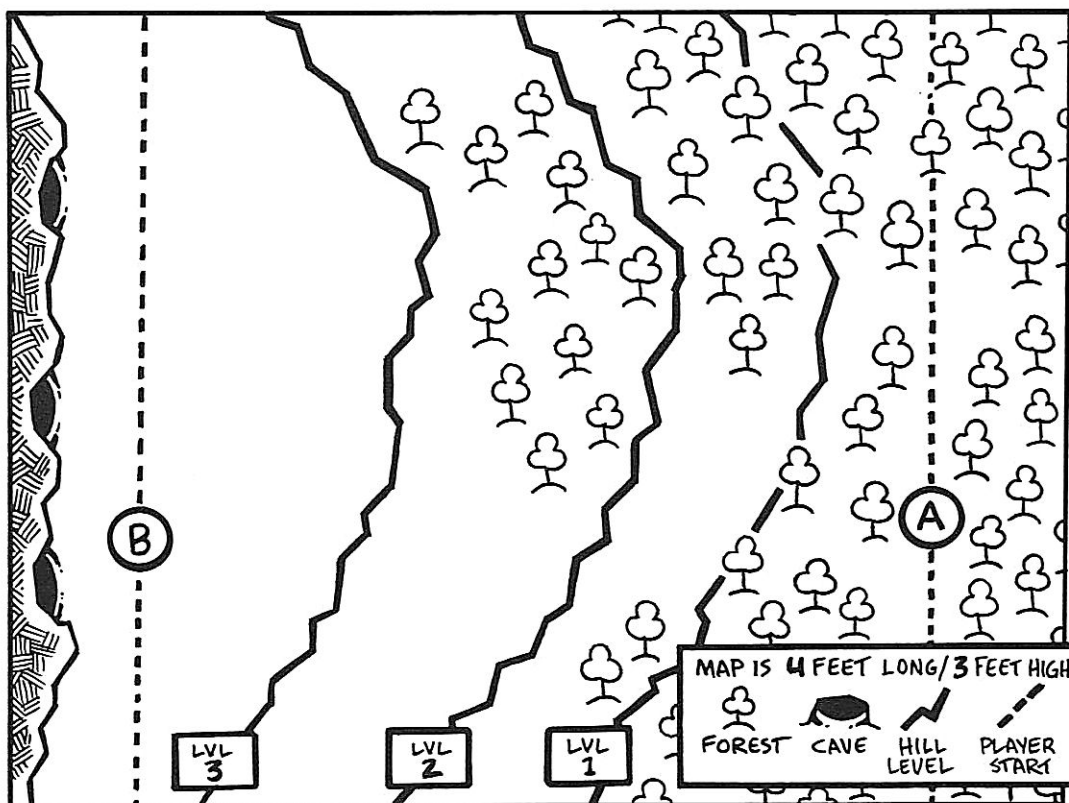 B
A
MAP IS 4 FEET LONG/3 FEET HIGH
FOREST
CAVE
HILL
LEVEL
PLAYER
START
LVL
3
LVL
2
LVL
1